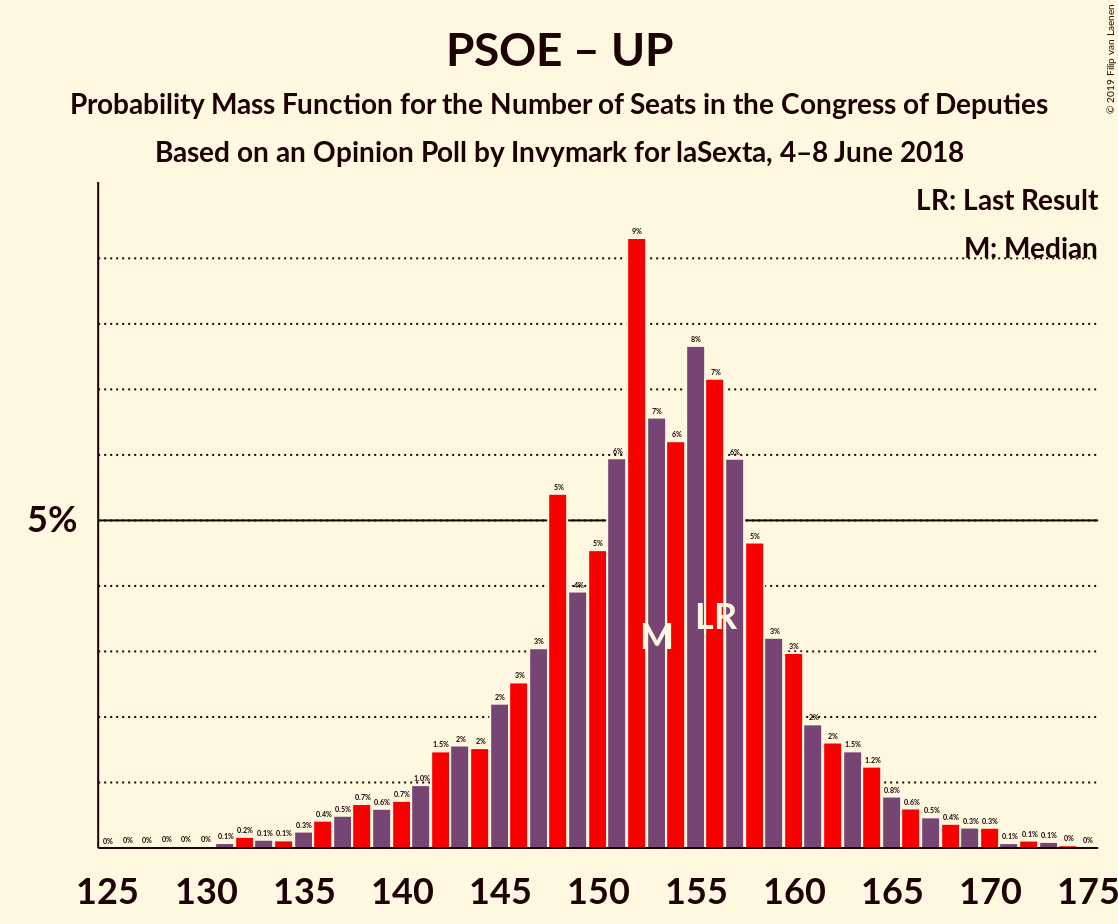 PSOE – UP
Probability Mass Function for the Number of Seats in the Congress of Deputies
Based on an Opinion Poll by Invymark for laSexta, 4–8 June 2018
© 2019 Filip van Laenen
LR: Last Result
M: Median
5%
0% 0% 0% 0% 0% 0% 0.1% 0.2% 0.1% 0.1% 0.3% 0.4% 0.5% 0.7% 0.6% 0.7% 1.0% 1.5% 2% 2% 2% 3% 3% 5% 4% 5% 6% 9% 7% 6% 8% 7% 6% 5% 3% 3% 2% 2% 1.5% 1.2% 0.8% 0.6% 0.5% 0.4% 0.3% 0.3% 0.1% 0.1% 0.1% 0% 0%
LR
M
125 130 135 140 145 150 155 160 165 170 175